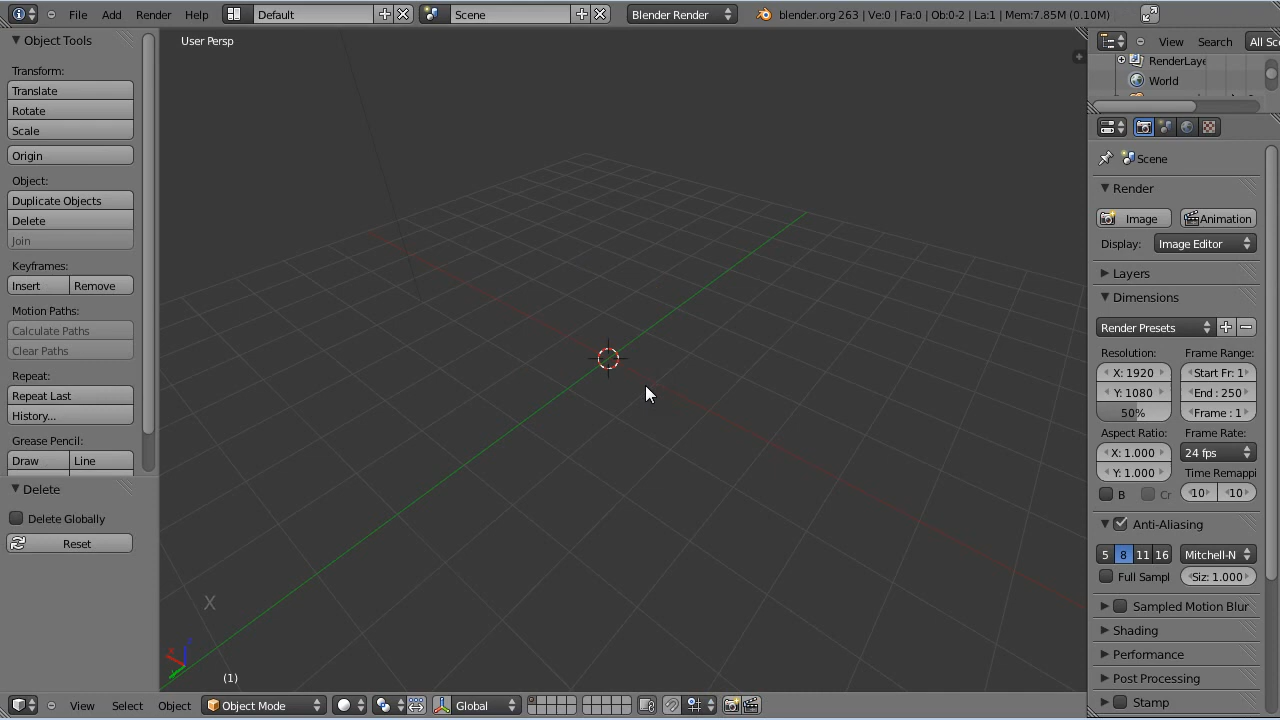 File Add Render Help Default Scene Blender Render blender.org 263 | Ve:0 | Fa:0 | Ob:0-2 | La:1 | Mem:7.85M (0.10M)
Object Tools
Transform:
Translate
Rotate
Scale
Origin
Object:
Duplicate Objects
Delete
Join
Keyframes:
Insert Remove
Motion Paths:
Calculate Paths
Clear Paths
Repeat:
Repeat Last
History...
Grease Pencil:
Draw Line
Delete
Delete Globally
Reset
User Persp
X
(1)
View Select Object Object Mode Global
View Search All Sc
RenderLaye
World
Scene
Render
Image Animation
Display: Image Editor
Layers
Dimensions
Render Presets
Resolution: Frame Range:
X: 1920 Start Fr: 1
Y: 1080 End : 250
50% Frame : 1
Aspect Ratio: Frame Rate:
X: 1.000 24 fps
Y: 1.000 Time Remappi
B Cr 10 10
Anti-Aliasing
5 8 11 16 Mitchell-N
Full Sampl Siz: 1.000
Sampled Motion Blur
Shading
Performance
Post Processing
Stamp